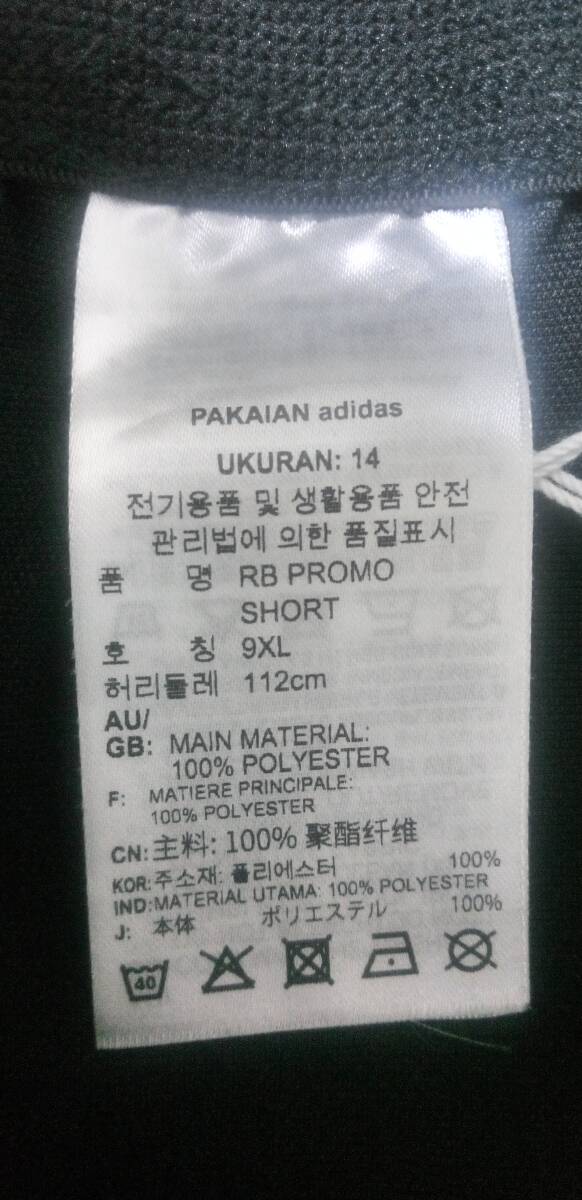 PAKAIAN adidas
UKURAN: 14
전기용품 및 생활용품 안전
관리법에 의한 품질표시
품 명 RB PROMO
SHORT
호 칭 9XL
허리둘레 112cm
AU/
GB: MAIN MATERIAL:
100% POLYESTER
F: MATIERE PRINCIPALE:
100% POLYESTER
CN: 主料: 100% 聚酯纤维
KOR: 주소재: 폴리에스터 100%
IND: MATERIAL UTAMA: 100% POLYESTER
J: 本体 ポリエステル 100%
40